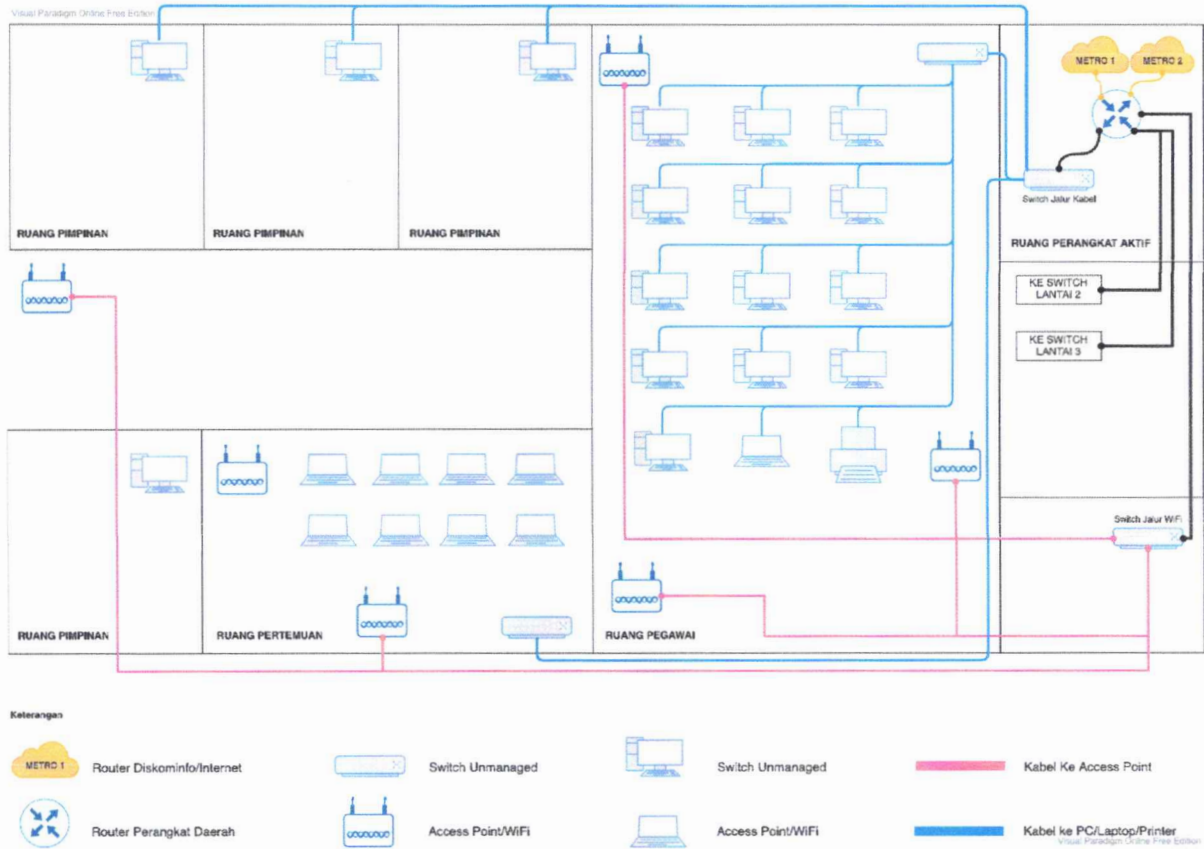 Visual Paradigm Online Free Edition
METRO 1
METRO 2
Switch Jalur Kabel
RUANG PIMPINAN
RUANG PIMPINAN
RUANG PIMPINAN
RUANG PERANGKAT AKTIF
KE SWITCH
LANTAI 2
KE SWITCH
LANTAI 3
Switch Jalur WiFi
RUANG PIMPINAN
RUANG PERTEMUAN
RUANG PEGAWAI
Keterangan
METRO 1
Router Diskominfo/Internet
Switch Unmanaged
Switch Unmanaged
Kabel Ke Access Point
Router Perangkat Daerah
Access Point/WiFi
Access Point/WiFi
Kabel ke PC/Laptop/Printer
Visual Paradigm Online Free Edition